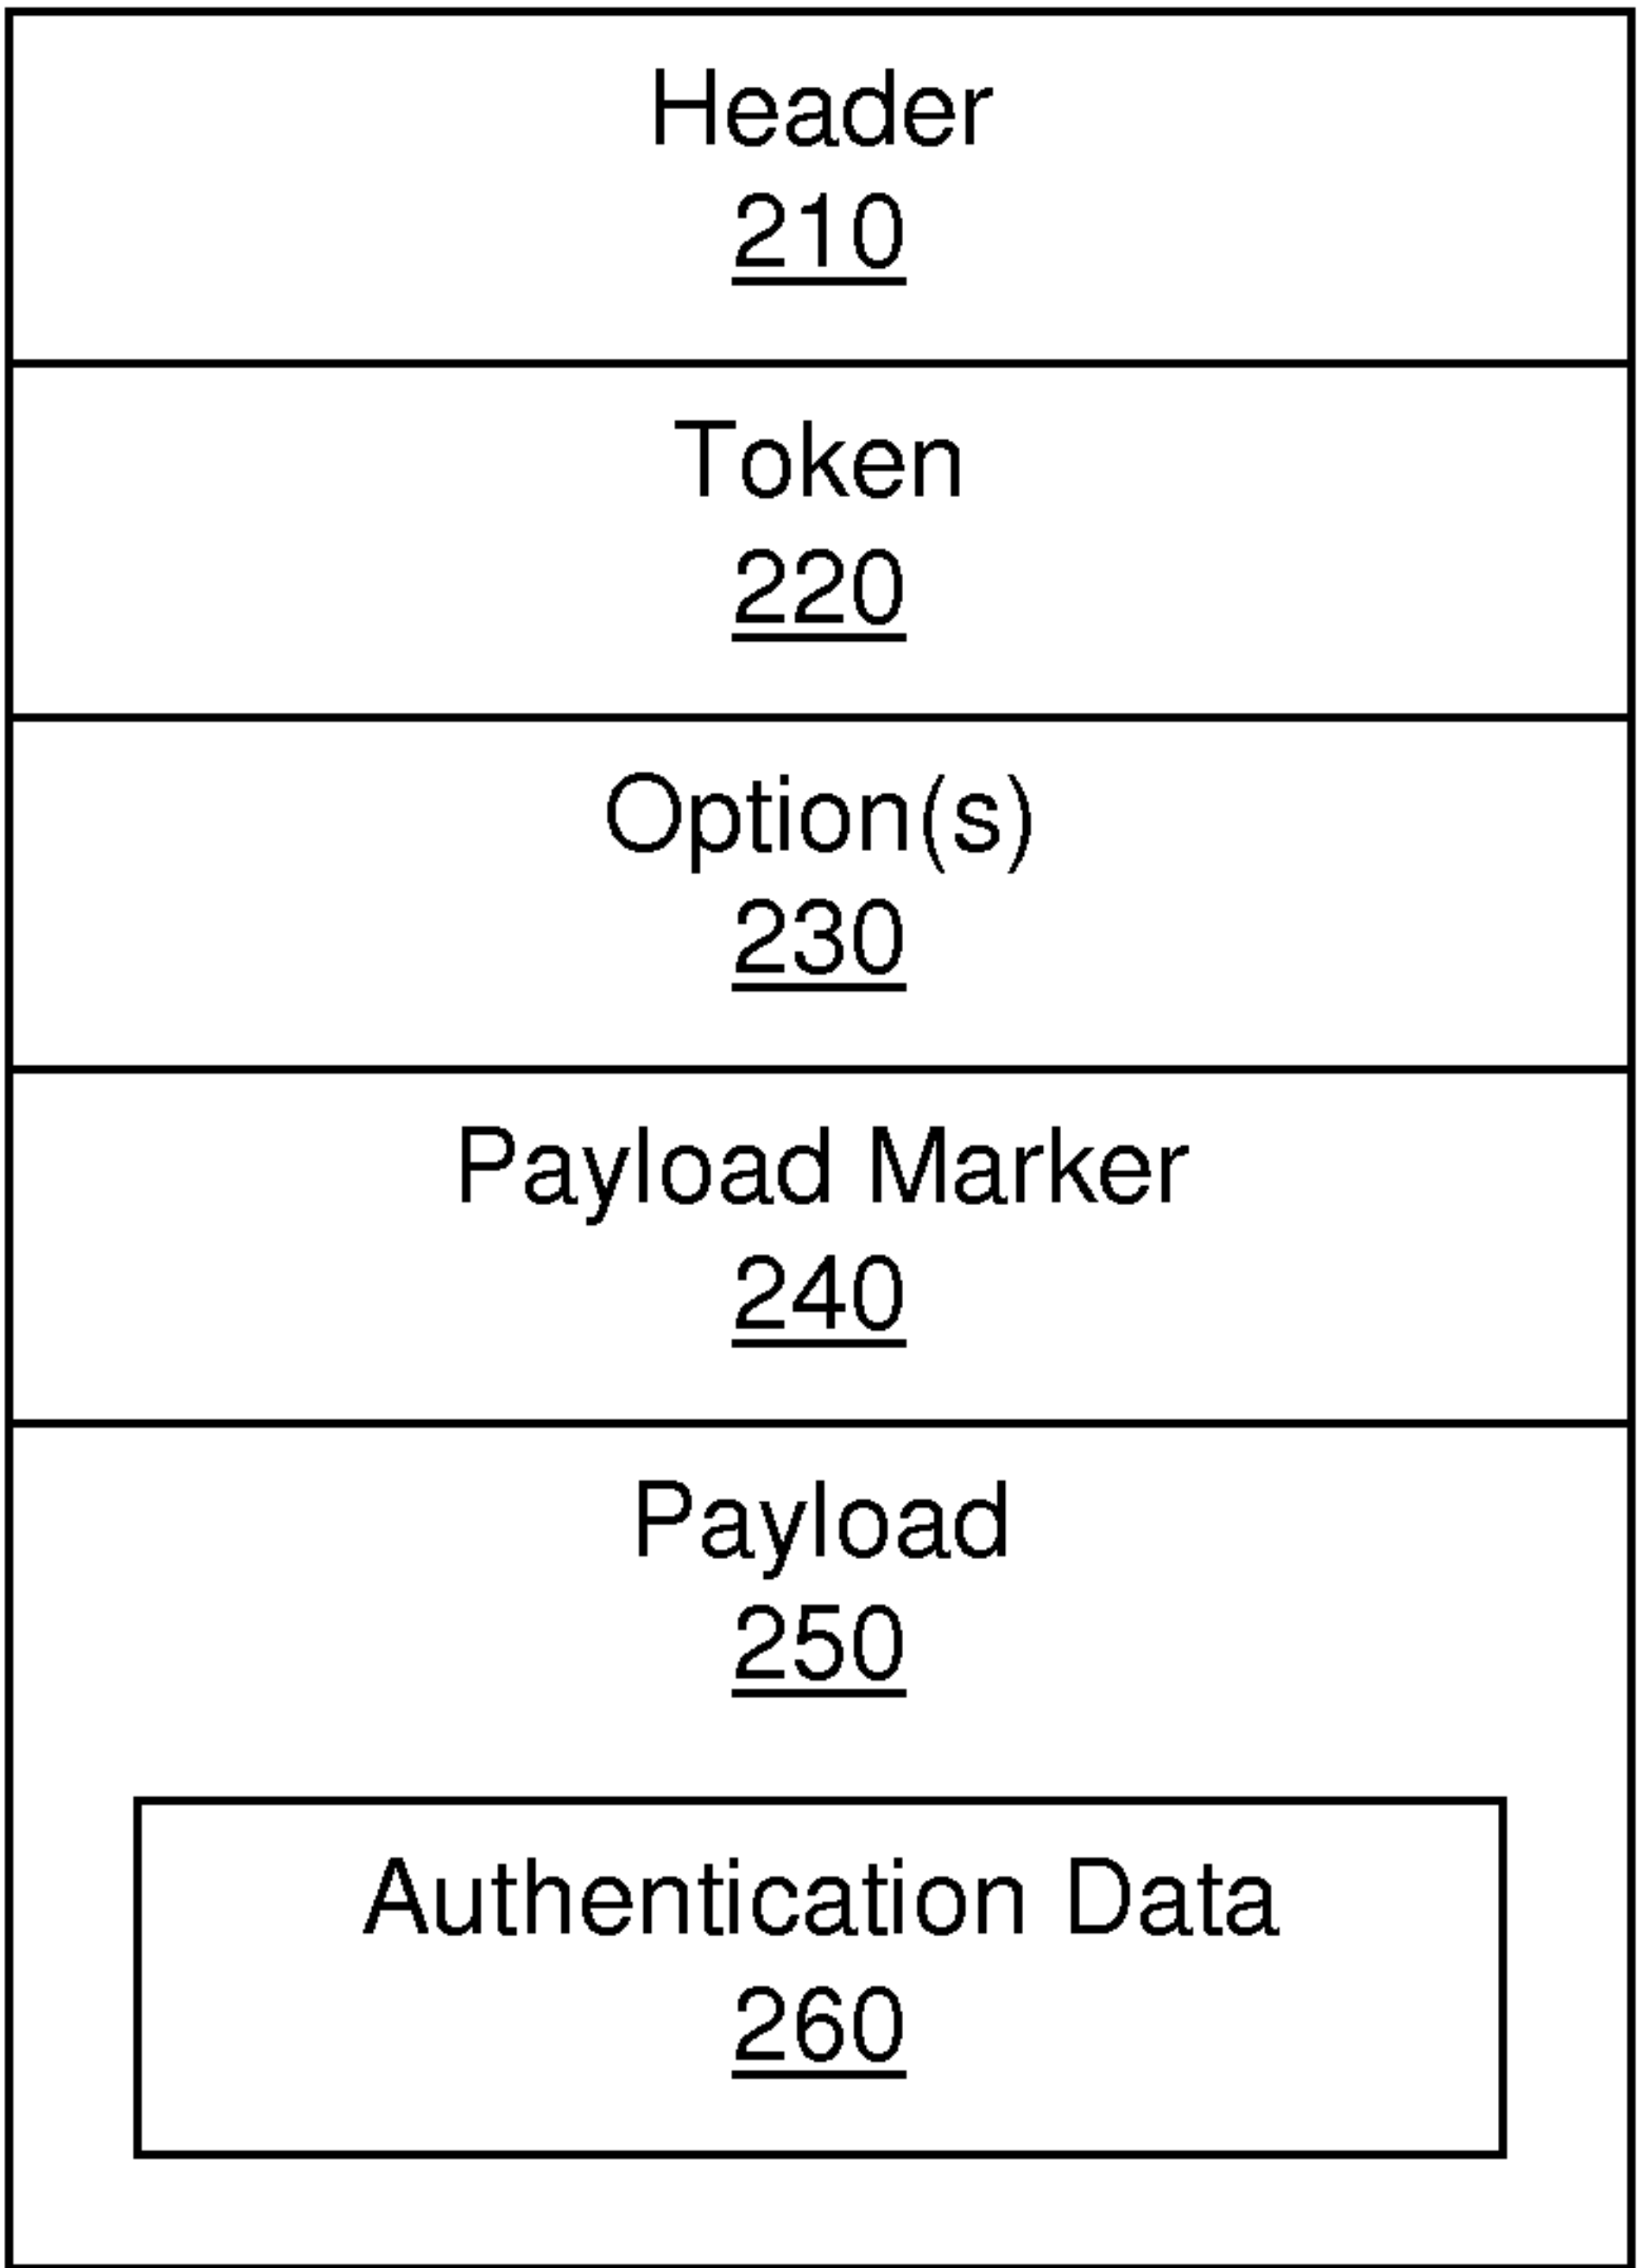 Header
210
Token
220
Option(s)
230
Payload Marker
240
Payload
250
Authentication Data
260